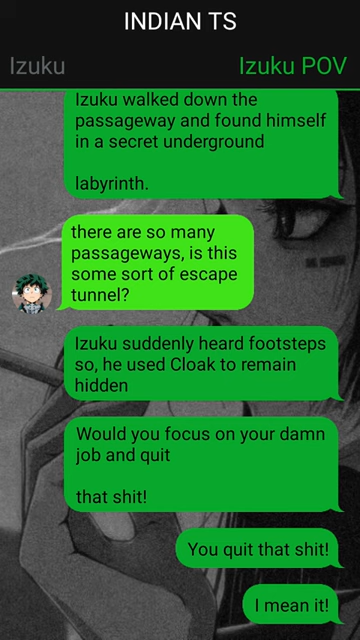 INDIAN TS
Izuku
Izuku POV
Izuku walked down the
passageway and found himself
in a secret underground
labyrinth.
there are so many
passageways, is this
some sort of escape
tunnel?
Izuku suddenly heard footsteps
so, he used Cloak to remain
hidden
Would you focus on your damn
job and quit
that shit!
You quit that shit!
I mean it!